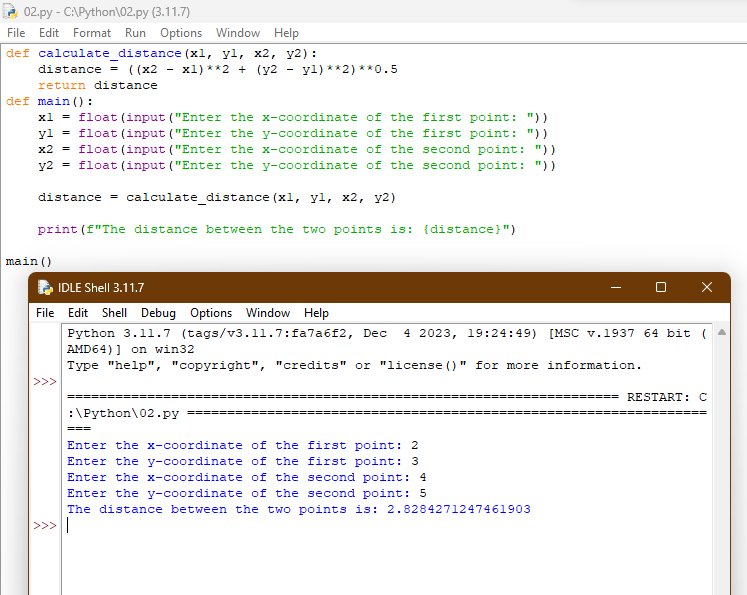 02.py - C:\Python\02.py (3.11.7)
File Edit Format Run Options Window Help
def calculate_distance(x1, y1, x2, y2):
    distance = ((x2 - x1)**2 + (y2 - y1)**2)**0.5
    return distance
def main():
    x1 = float(input("Enter the x-coordinate of the first point: "))
    y1 = float(input("Enter the y-coordinate of the first point: "))
    x2 = float(input("Enter the x-coordinate of the second point: "))
    y2 = float(input("Enter the y-coordinate of the second point: "))

    distance = calculate_distance(x1, y1, x2, y2)

    print(f"The distance between the two points is: {distance}")

main()
IDLE Shell 3.11.7
File Edit Shell Debug Options Window Help
Python 3.11.7 (tags/v3.11.7:fa7a6f2, Dec  4 2023, 19:24:49) [MSC v.1937 64 bit (
AMD64)] on win32
Type "help", "copyright", "credits" or "license()" for more information.
>>>
===================================================================== RESTART: C
:\Python\02.py =================================================================
===
Enter the x-coordinate of the first point: 2
Enter the y-coordinate of the first point: 3
Enter the x-coordinate of the second point: 4
Enter the y-coordinate of the second point: 5
The distance between the two points is: 2.8284271247461903
>>>